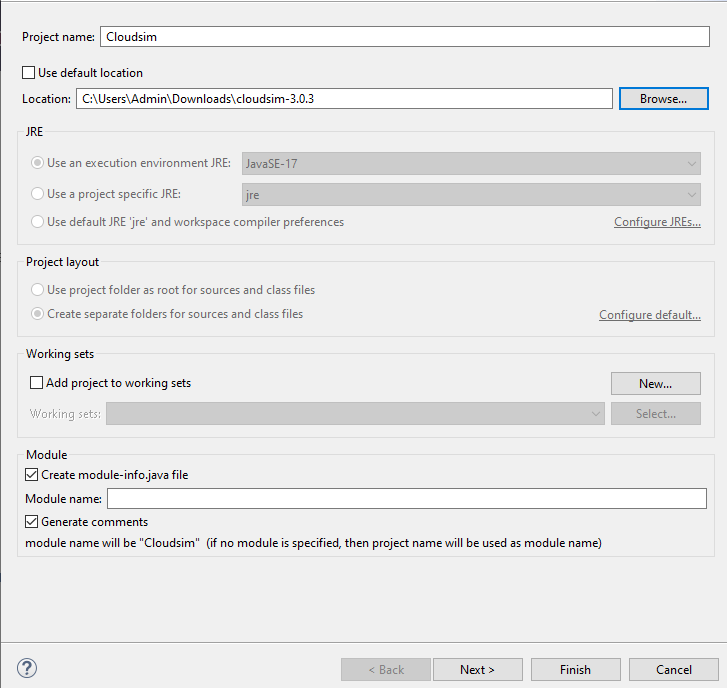 Project name: Cloudsim
Use default location
Location: C:\Users\Admin\Downloads\cloudsim-3.0.3 Browse...
JRE
Use an execution environment JRE: JavaSE-17
Use a project specific JRE: jre
Use default JRE 'jre' and workspace compiler preferences Configure JREs...
Project layout
Use project folder as root for sources and class files
Create separate folders for sources and class files Configure default...
Working sets
Add project to working sets New...
Working sets: Select...
Module
Create module-info.java file
Module name:
Generate comments
module name will be "Cloudsim" (if no module is specified, then project name will be used as module name)
? < Back Next > Finish Cancel